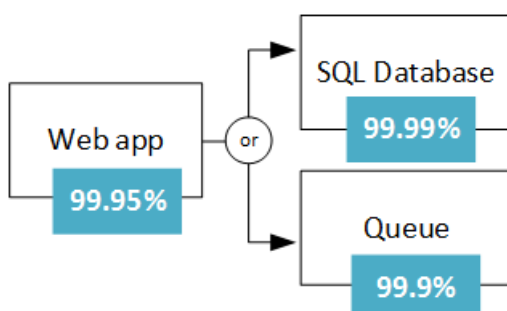 SQL Database
99.99%
Web app
99.95%
or
Queue
99.9%